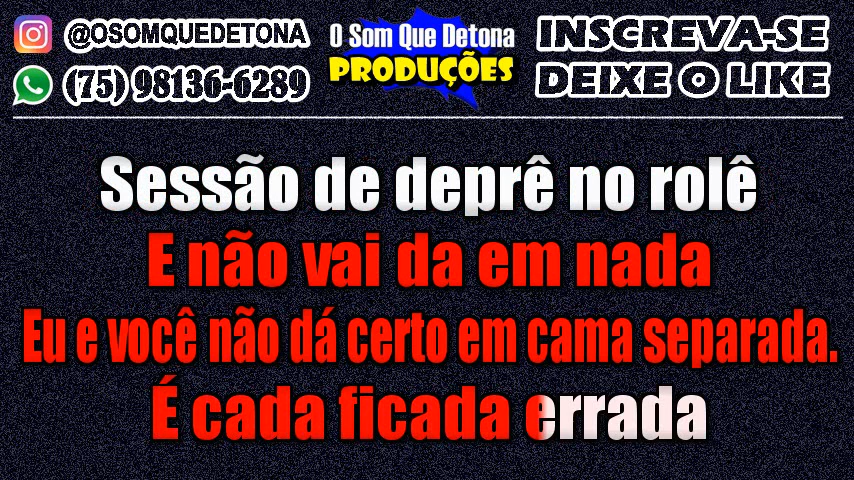 @OSOMQUEDETONA
(75) 98136-6289
O Som Que Detona
PRODUÇÕES
INSCREVA-SE
DEIXE O LIKE
Sessão de deprê no rolê
E não vai da em nada
Eu e você não dá certo em cama separada.
É cada ficada errada